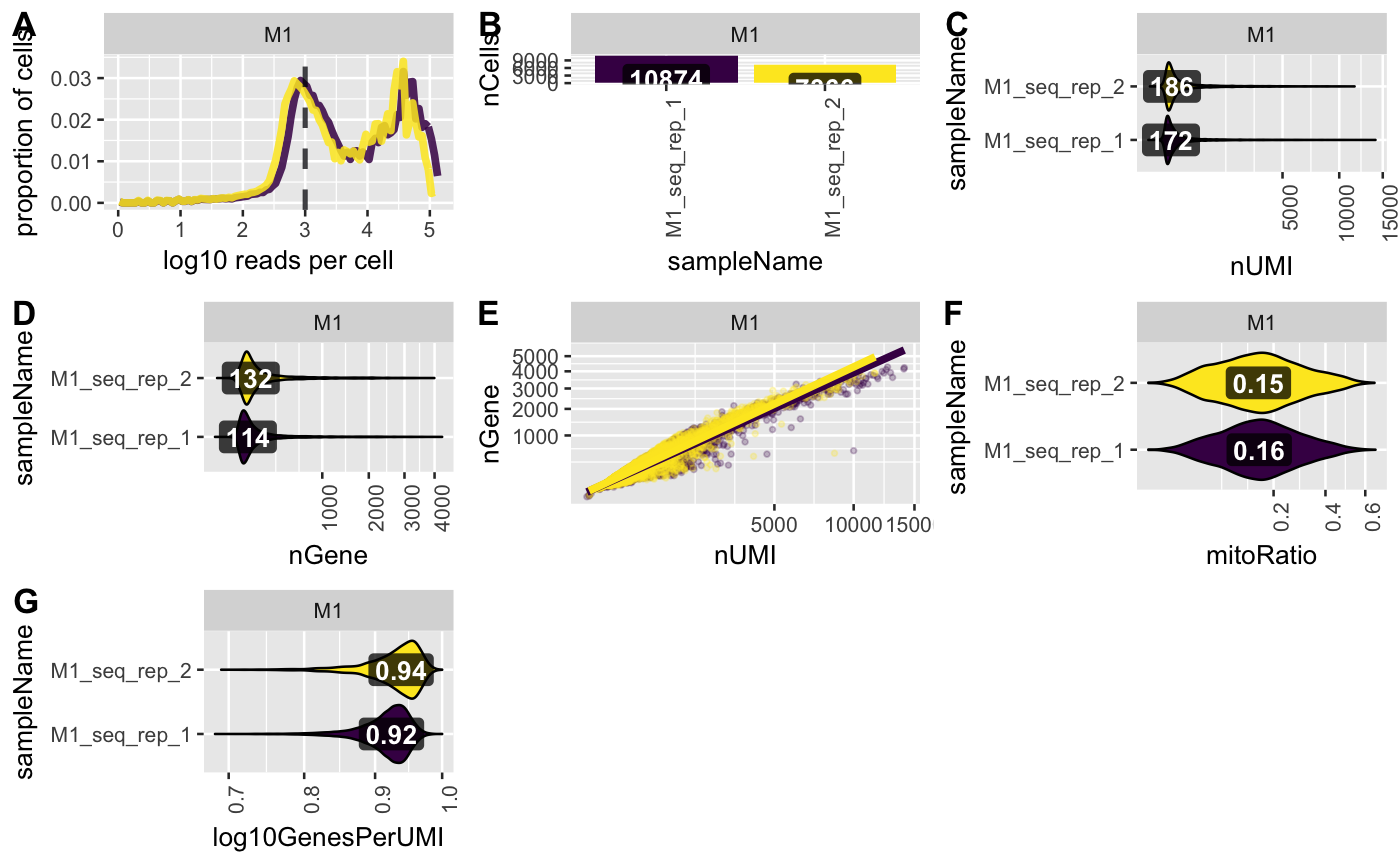 A
M1
proportion of cells
0.03
0.02
0.01
0.00
0 1 2 3 4 5
log10 reads per cell
B
M1
nCells
9000
3000
0
10874
M1_seq_rep_1
M1_seq_rep_2
sampleName
C
M1
sampleName
M1_seq_rep_2
M1_seq_rep_1
186
172
5000 10000 15000
nUMI
D
M1
sampleName
M1_seq_rep_2
M1_seq_rep_1
132
114
1000 2000 3000 4000
nGene
E
M1
nGene
5000
4000
3000
2000
1000
5000 10000
nUMI
F
M1
sampleName
M1_seq_rep_2
M1_seq_rep_1
0.15
0.16
0.2 0.4 0.6
mitoRatio
G
M1
sampleName
M1_seq_rep_2
M1_seq_rep_1
0.94
0.92
0.7 0.8 0.9 1.0
log10GenesPerUMI